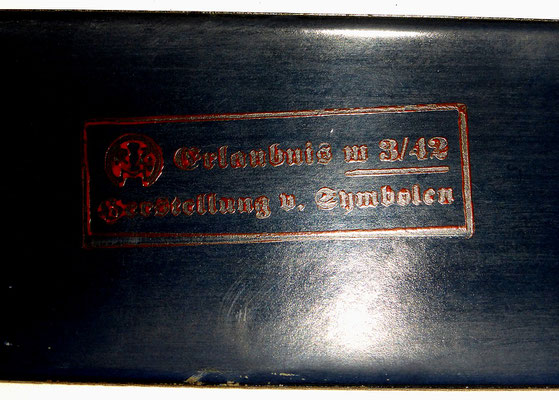 Erlaubnis m 3/42
Herstellung v. Symbolen